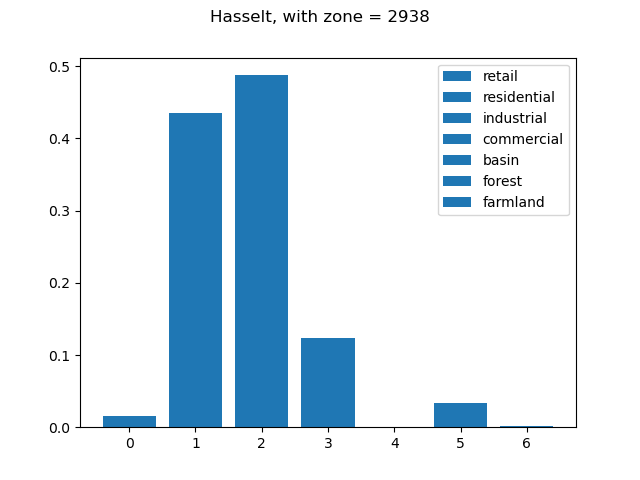 Hasselt, with zone = 2938
0.5
0.4
0.3
0.2
0.1
0.0
retail
residential
industrial
commercial
basin
forest
farmland
0 1 2 3 4 5 6